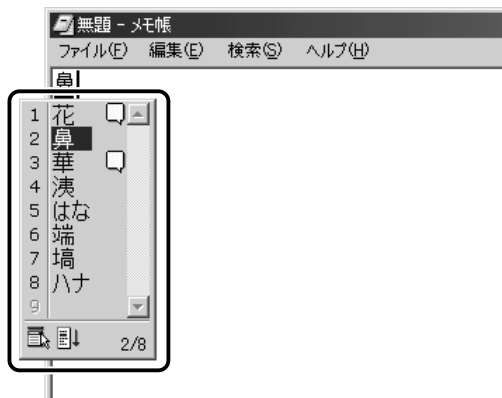 無題 - メモ帳
ファイル(F) 編集(E) 検索(S) ヘルプ(H)
鼻
1 花
2 鼻
3 華
4 洟
5 はな
6 端
7 塙
8 ハナ
9
2/8